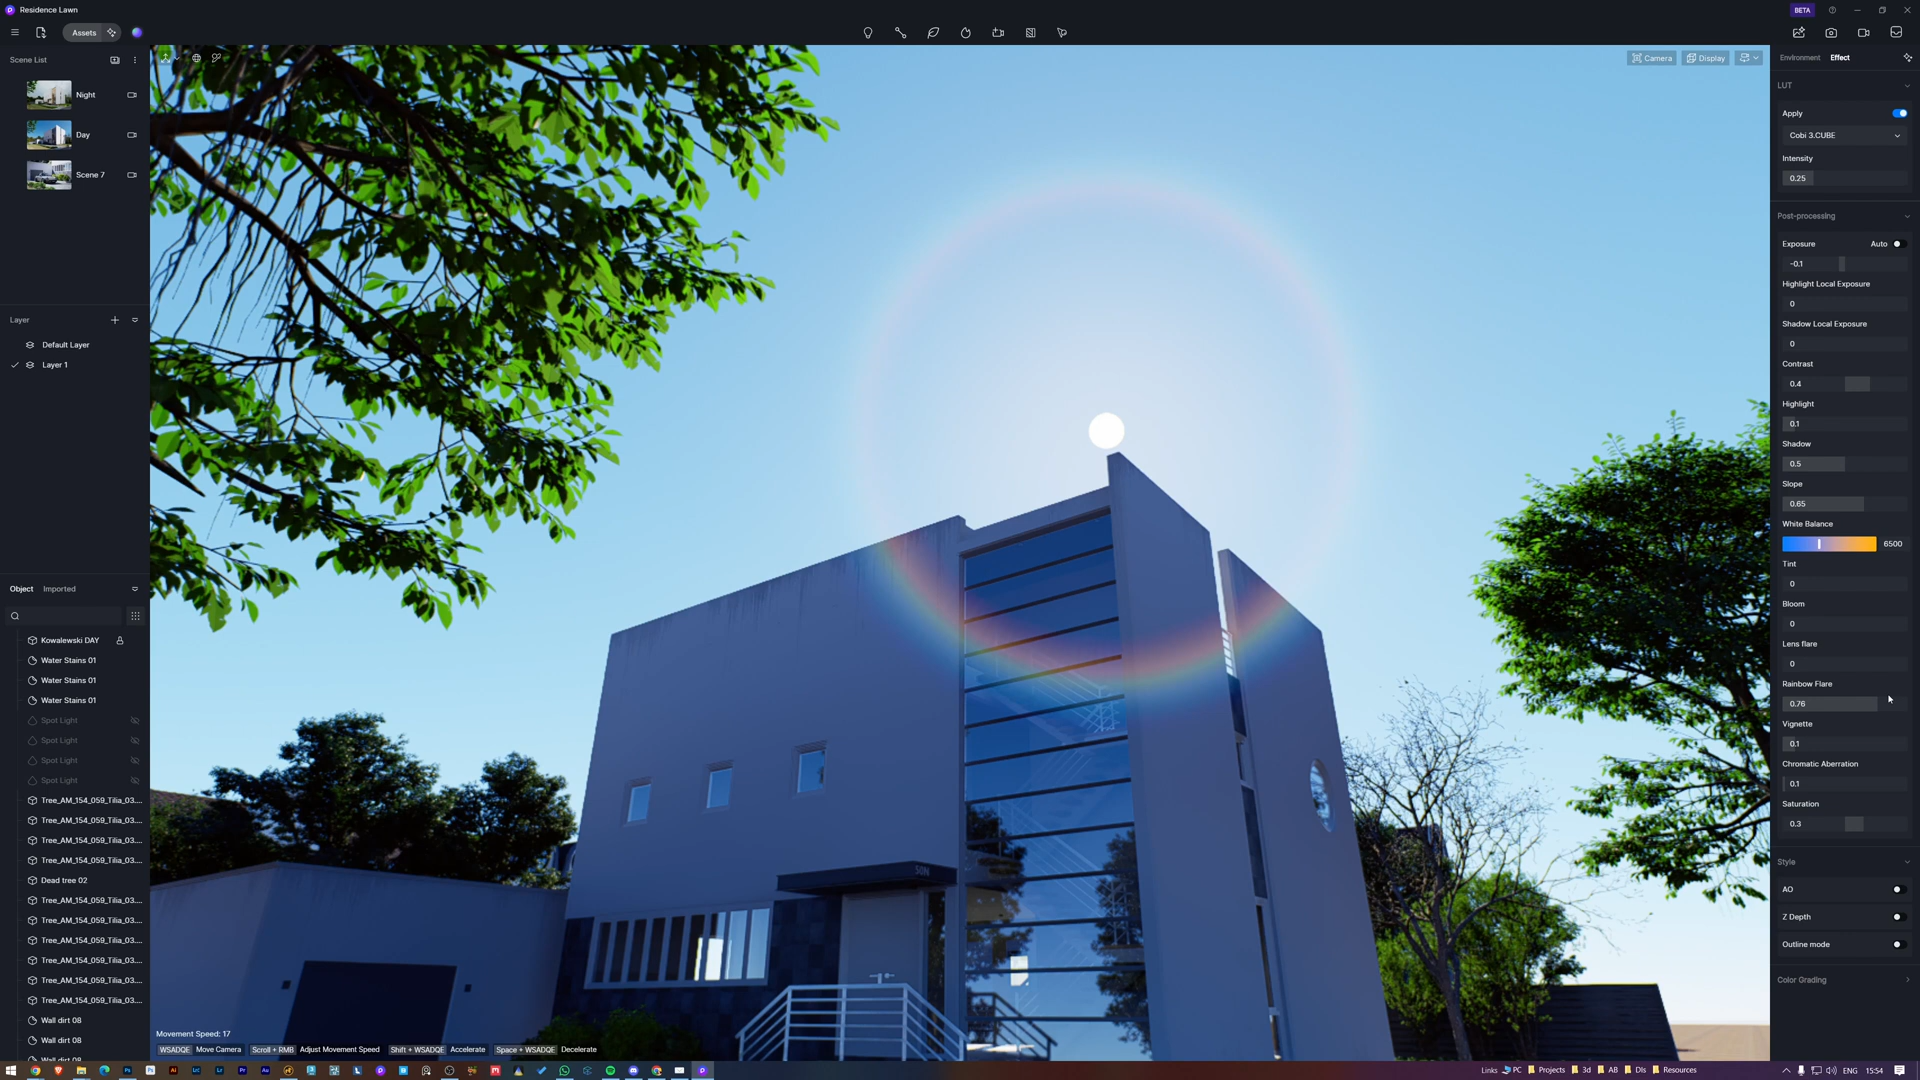 Residence Lawn
BETA
Assets
Scene List
Night
Day
Scene 7
Layer
Default Layer
Layer 1
Object Imported
Kowalewski DAY
Water Stains 01
Water Stains 01
Water Stains 01
Spot Light
Spot Light
Spot Light
Spot Light
Tree_AM_154_059_Tilia_03....
Tree_AM_154_059_Tilia_03....
Tree_AM_154_059_Tilia_03....
Tree_AM_154_059_Tilia_03....
Dead tree 02
Tree_AM_154_059_Tilia_03....
Tree_AM_154_059_Tilia_03....
Tree_AM_154_059_Tilia_03....
Tree_AM_154_059_Tilia_03....
Tree_AM_154_059_Tilia_03....
Tree_AM_154_059_Tilia_03....
Wall dirt 08
Wall dirt 08
Wall dirt 08
Camera Display
50N
Movement Speed: 17
WSADQE Move Camera Scroll + RMB Adjust Movement Speed Shift + WSADQE Accelerate Space + WSADQE Decelerate
Environment Effect
LUT
Apply
Cobi 3.CUBE
Intensity
0.25
Post-processing
Exposure Auto
-0.1
Highlight Local Exposure
0
Shadow Local Exposure
0
Contrast
0.4
Highlight
0.1
Shadow
0.5
Slope
0.65
White Balance
6500
Tint
0
Bloom
0
Lens flare
0
Rainbow Flare
0.76
Vignette
0.1
Chromatic Aberration
0.1
Saturation
0.3
Style
AO
Z Depth
Outline mode
Color Grading
Links PC Projects 3d AB DIs Resources
ENG 15:54